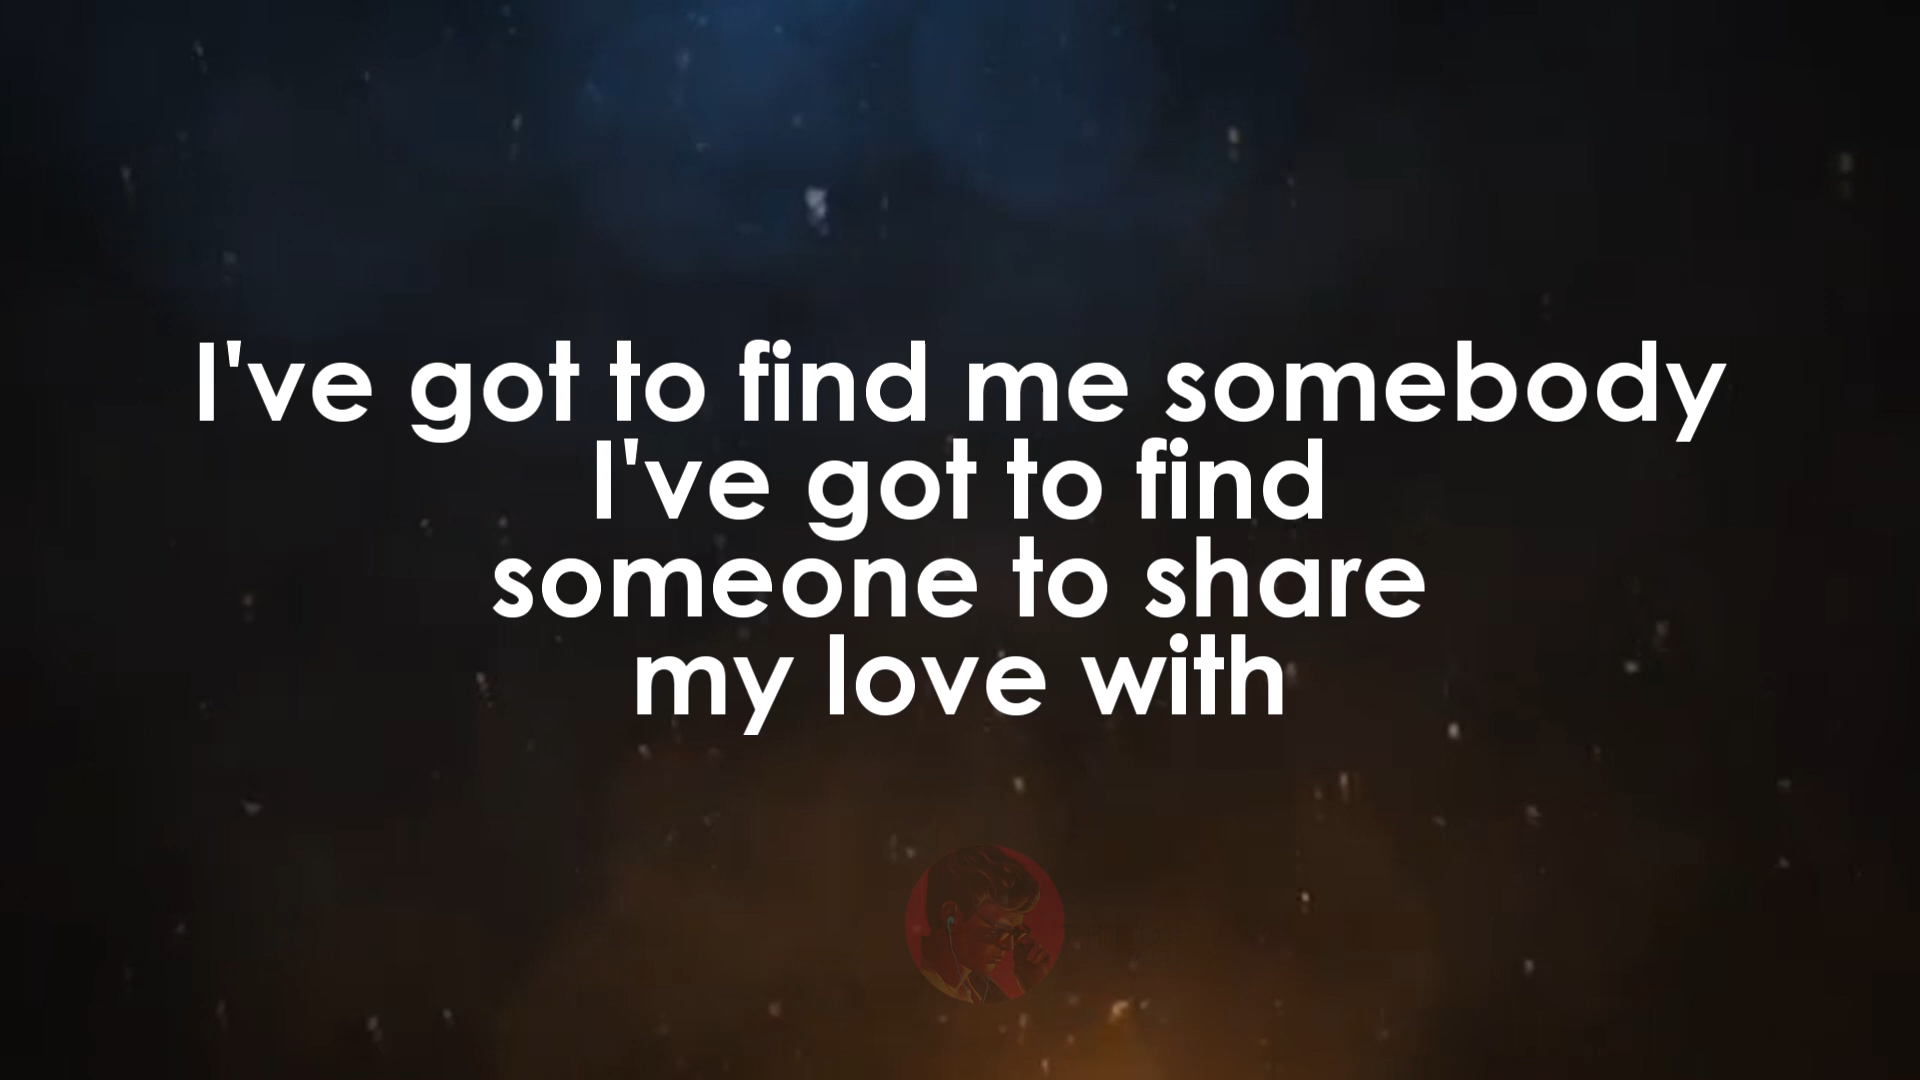 I've got to find me somebody
I've got to find
someone to share
my love with